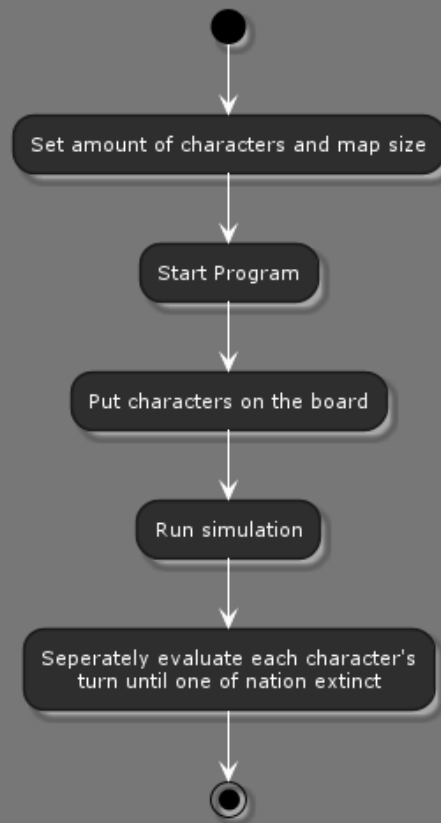 Set amount of characters and map size
Start Program
Put characters on the board
Run simulation
Seperately evaluate each character's
turn until one of nation extinct